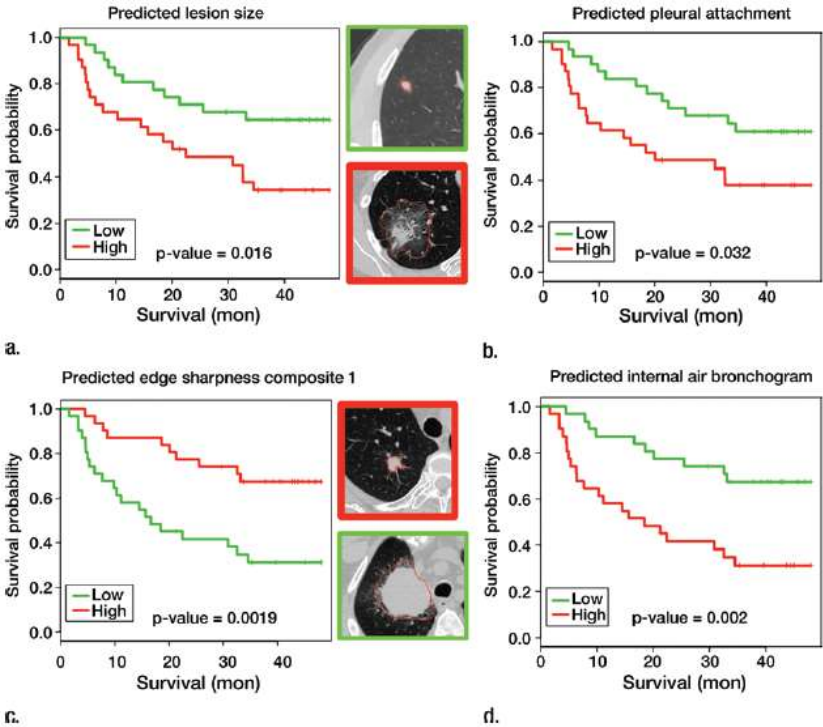 Predicted lesion size
Survival probability
1.0
0.8
0.6
0.4
0.2
0.0
Low
High
p-value = 0.016
0 10 20 30 40
Survival (mon)
a.
Predicted pleural attachment
Survival probability
1.0
0.8
0.6
0.4
0.2
0.0
Low
High
p-value = 0.032
0 10 20 30 40
Survival (mon)
b.
Predicted edge sharpness composite 1
Survival probability
1.0
0.8
0.6
0.4
0.2
0.0
Low
High
p-value = 0.0019
0 10 20 30 40
Survival (mon)
c.
Predicted internal air bronchogram
Survival probability
1.0
0.8
0.6
0.4
0.2
0.0
Low
High
p-value = 0.002
0 10 20 30 40
Survival (mon)
d.